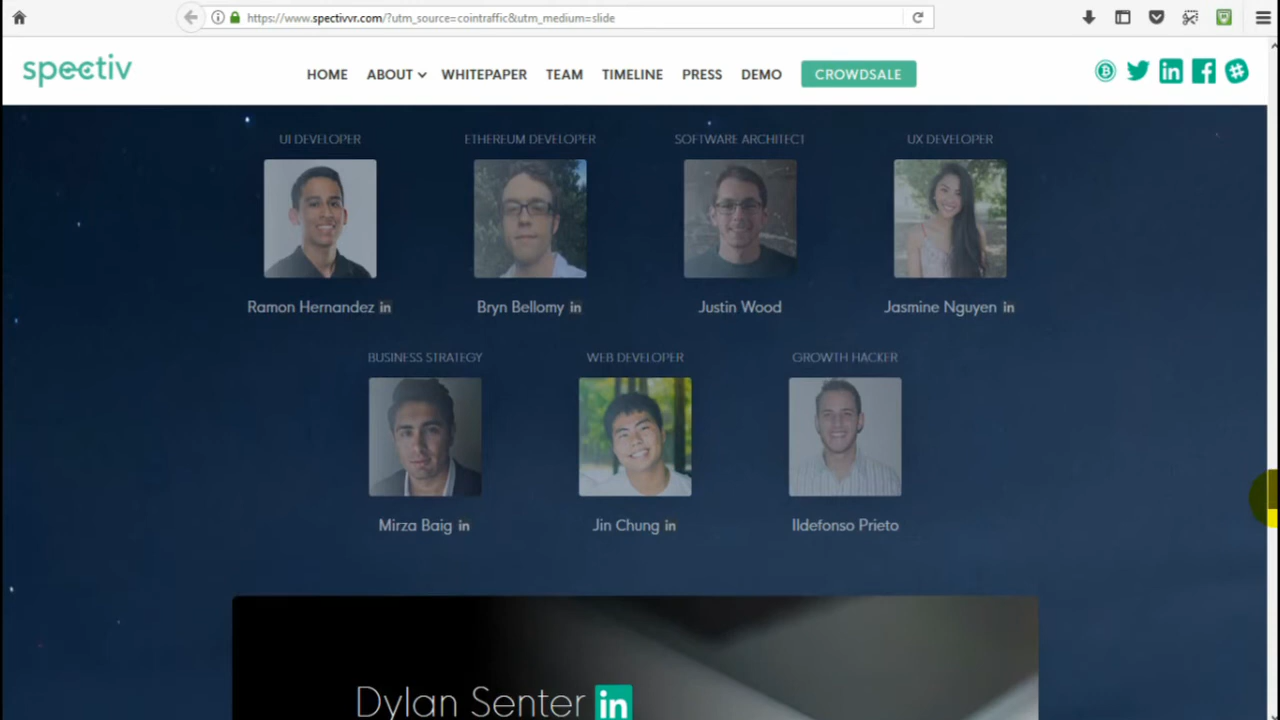 https://www.spectivvr.com/?utm_source=cointraffic&utm_medium=slide
spectiv
HOME ABOUT WHITEPAPER TEAM TIMELINE PRESS DEMO CROWDSALE
UI DEVELOPER ETHEREUM DEVELOPER SOFTWARE ARCHITECT UX DEVELOPER
Ramon Hernandez in Bryn Bellomy in Justin Wood Jasmine Nguyen in
BUSINESS STRATEGY WEB DEVELOPER GROWTH HACKER
Mirza Baig in Jin Chung in Ildefonso Prieto
Dylan Senter in